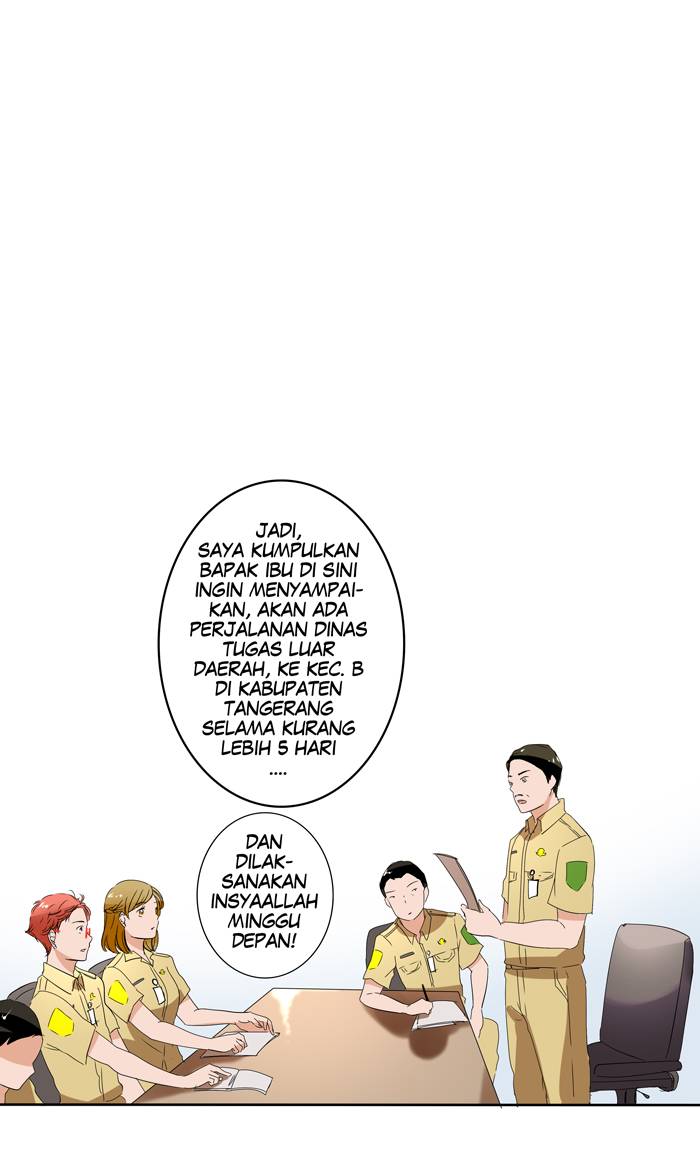 JADI,
SAYA KUMPULKAN
BAPAK IBU DI SINI
INGIN MENYAMPAI-
KAN, AKAN ADA
PERJALANAN DINAS
TUGAS LUAR
DAERAH, KE KEC. B
DI KABUPATEN
TANGERANG
SELAMA KURANG
LEBIH 5 HARI
....
DAN
DILAK-
SANAKAN
INSYAALLAH
MINGGU
DEPAN!